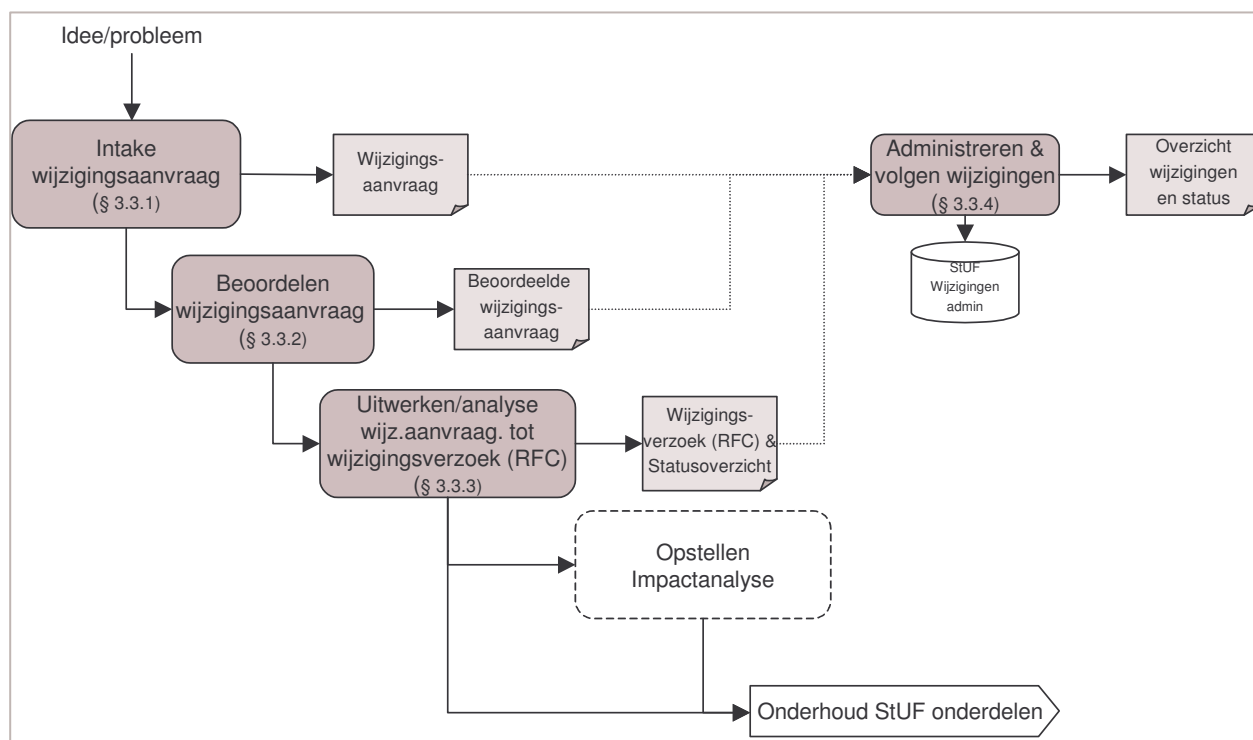 Idee/probleem
Intake
wijzigingsaanvraag
(§ 3.3.1)
Wijzigings-
aanvraag
Administreren &
volgen wijzigingen
(§ 3.3.4)
Overzicht
wijzigingen
en status
StUF
Wijzigingen
admin
Beoordelen
wijzigingsaanvraag
(§ 3.3.2)
Beoordeelde
wijzigings-
aanvraag
Uitwerken/analyse
wijz.aanvraag. tot
wijzigingsverzoek (RFC)
(§ 3.3.3)
Wijzigings-
verzoek (RFC) &
Statusoverzicht
Opstellen
Impactanalyse
Onderhoud StUF onderdelen